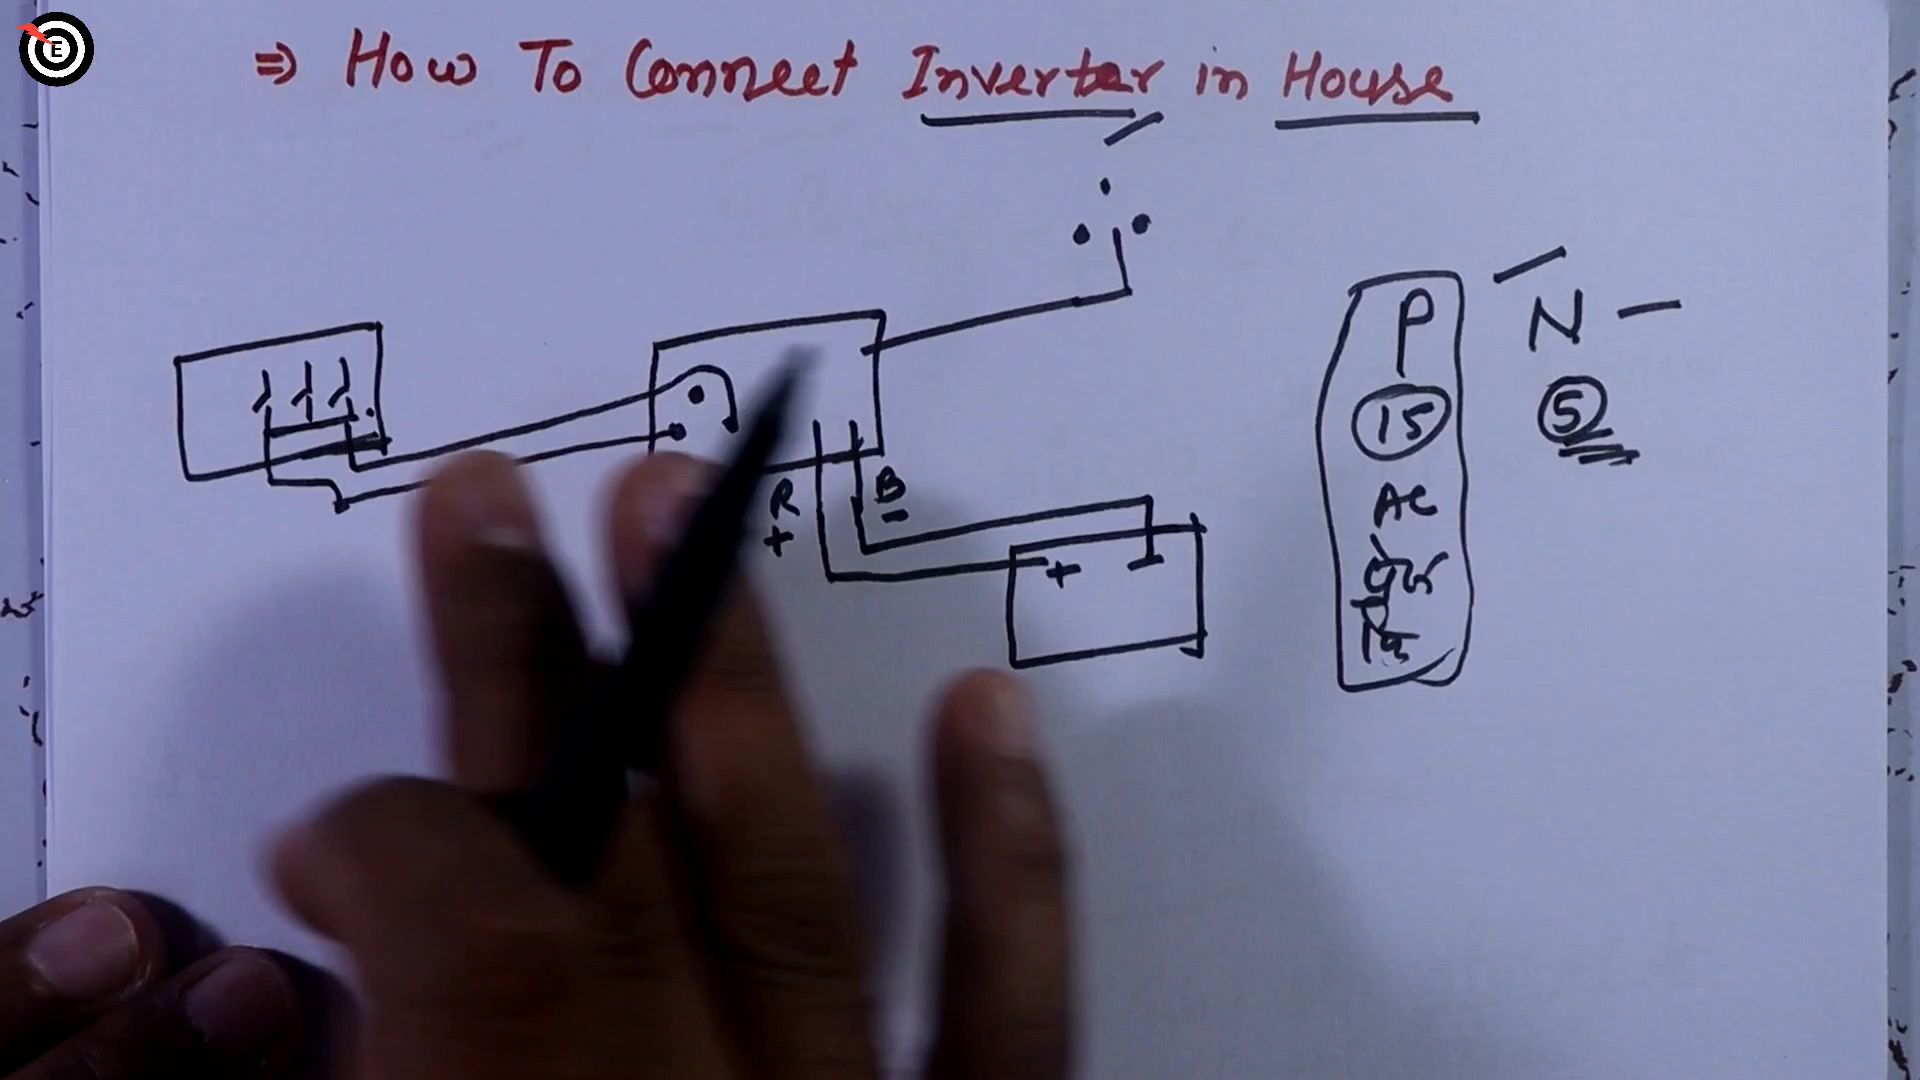 E
⇒ How To Connect Inverter in House
P N
15 5
AC
R B
+ -
+ -